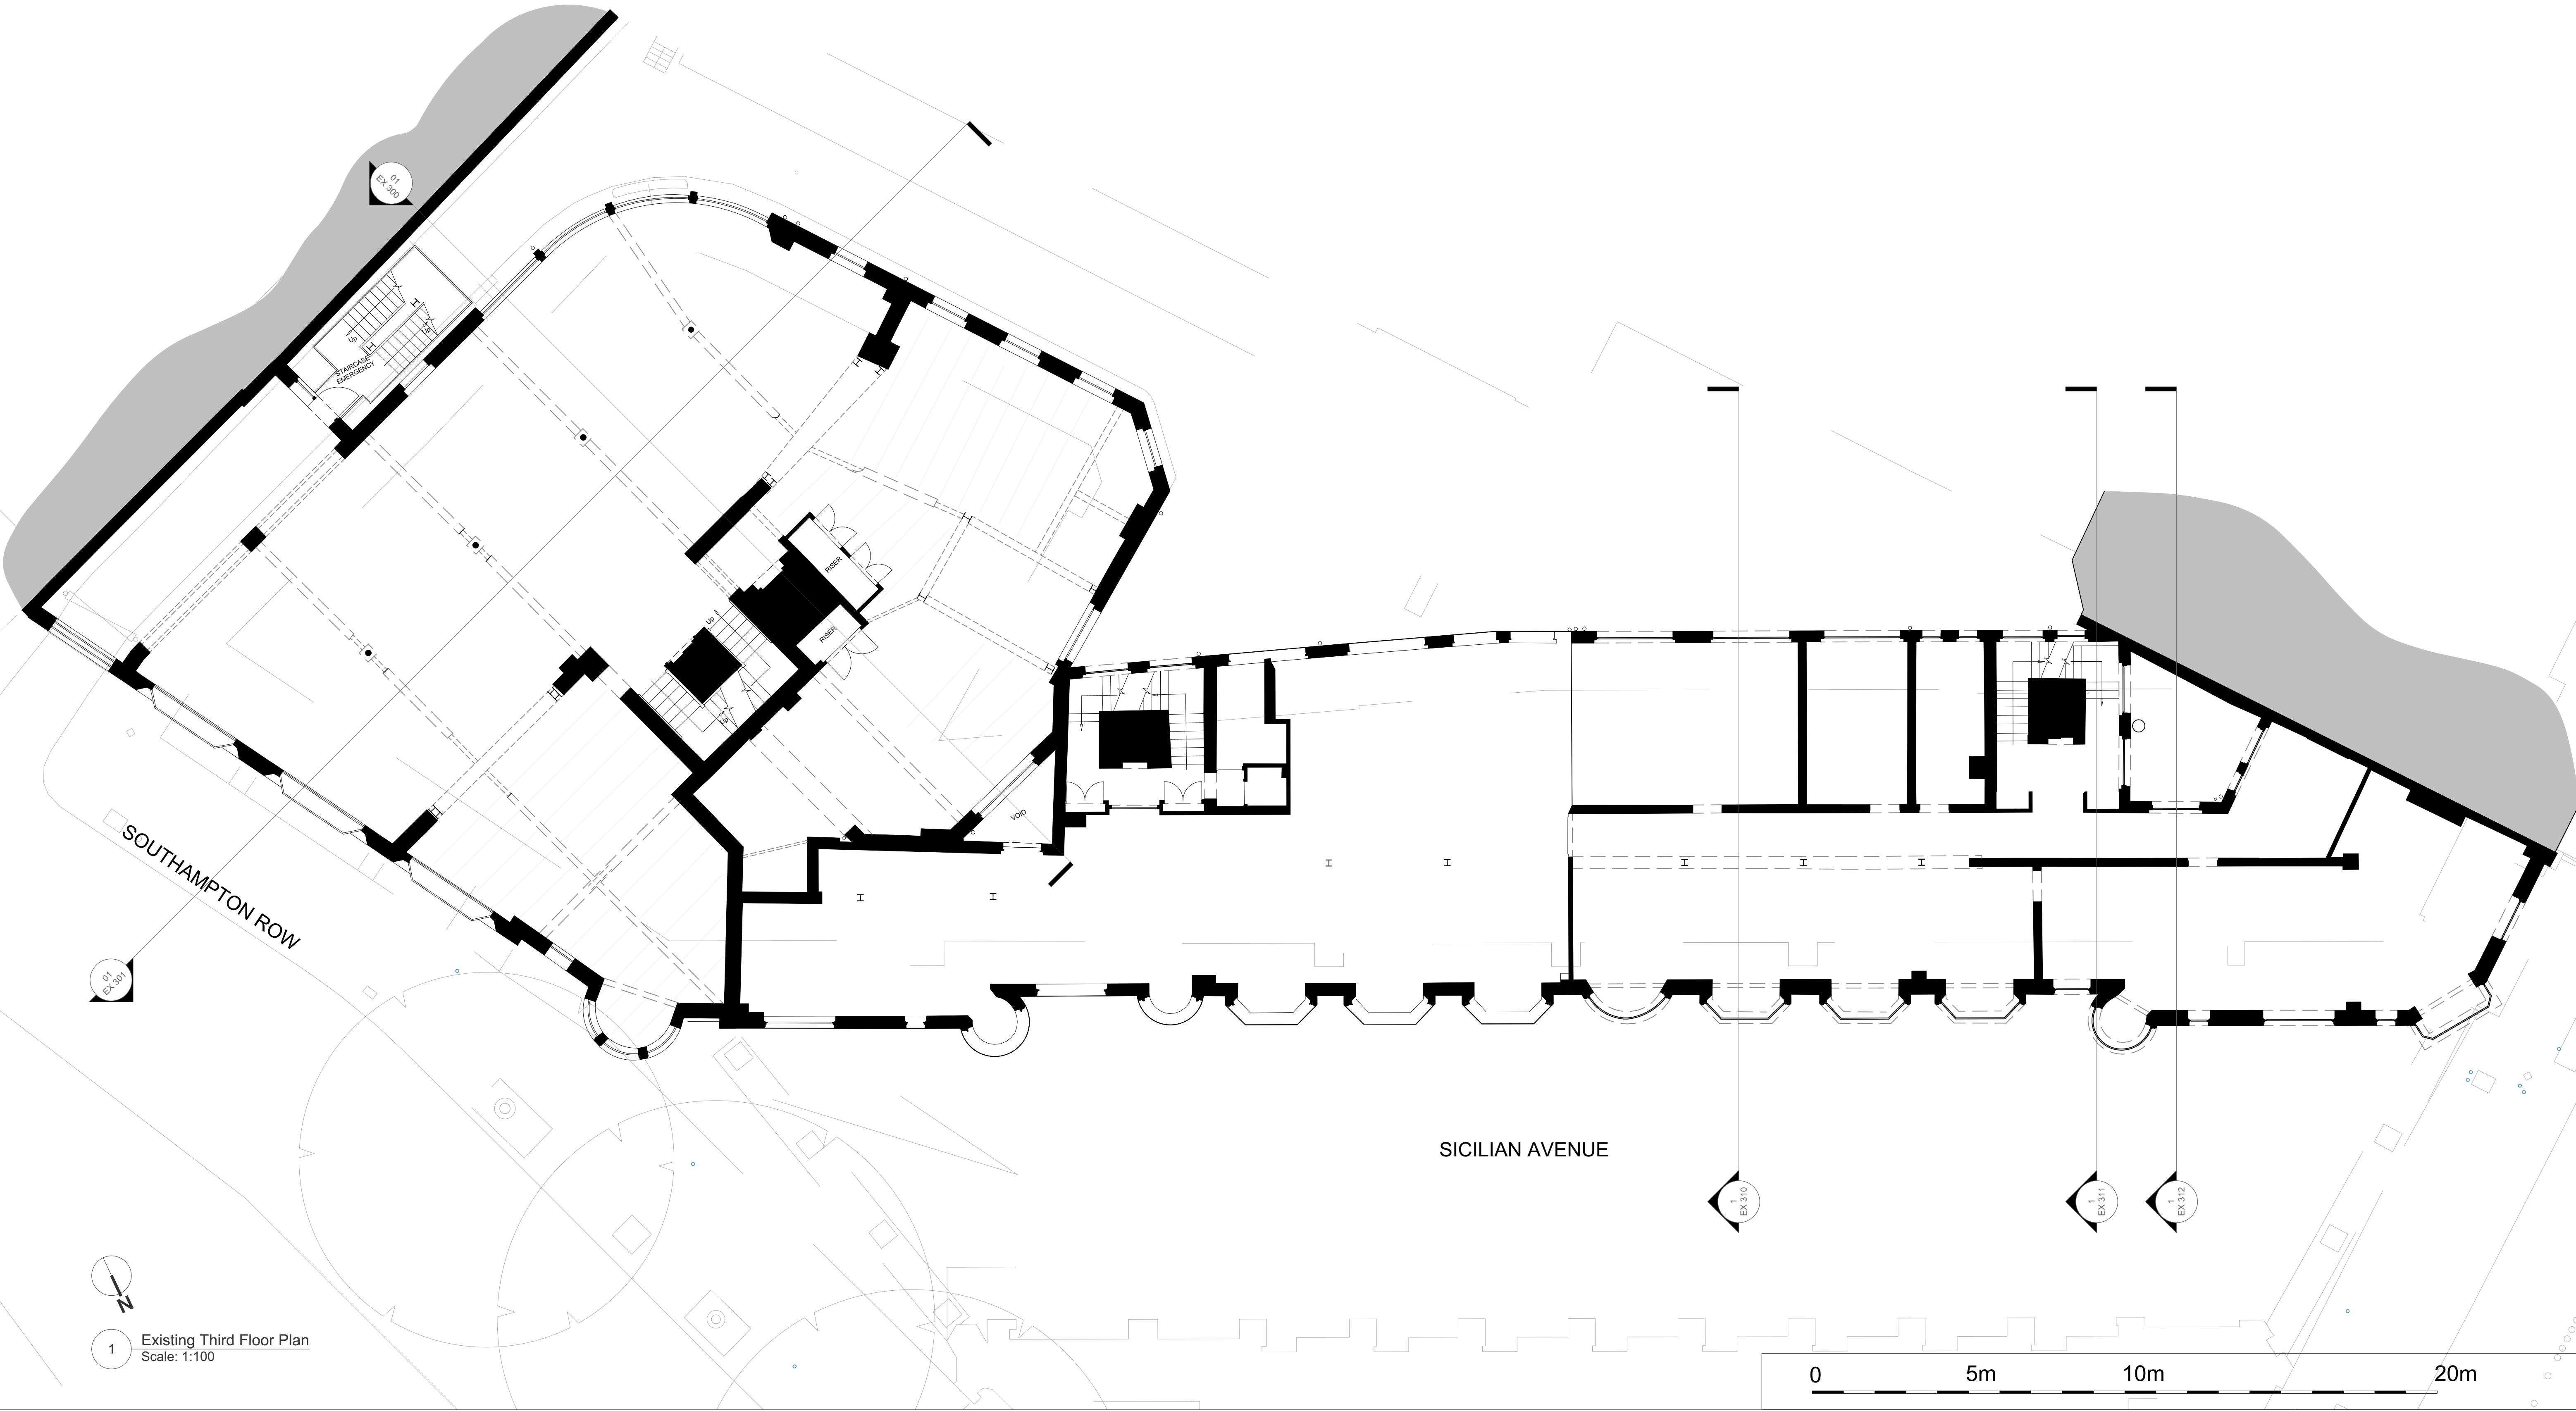 01
EX 300
Up
Up
STAIRCASE
EMERGENCY
RISER
RISER
Up
Up
VOID
SOUTHAMPTON ROW
01
EX 301
SICILIAN AVENUE
1
EX 310
1
EX 311
1
EX 312
N
1
Existing Third Floor Plan
Scale: 1:100
0 5m 10m 20m